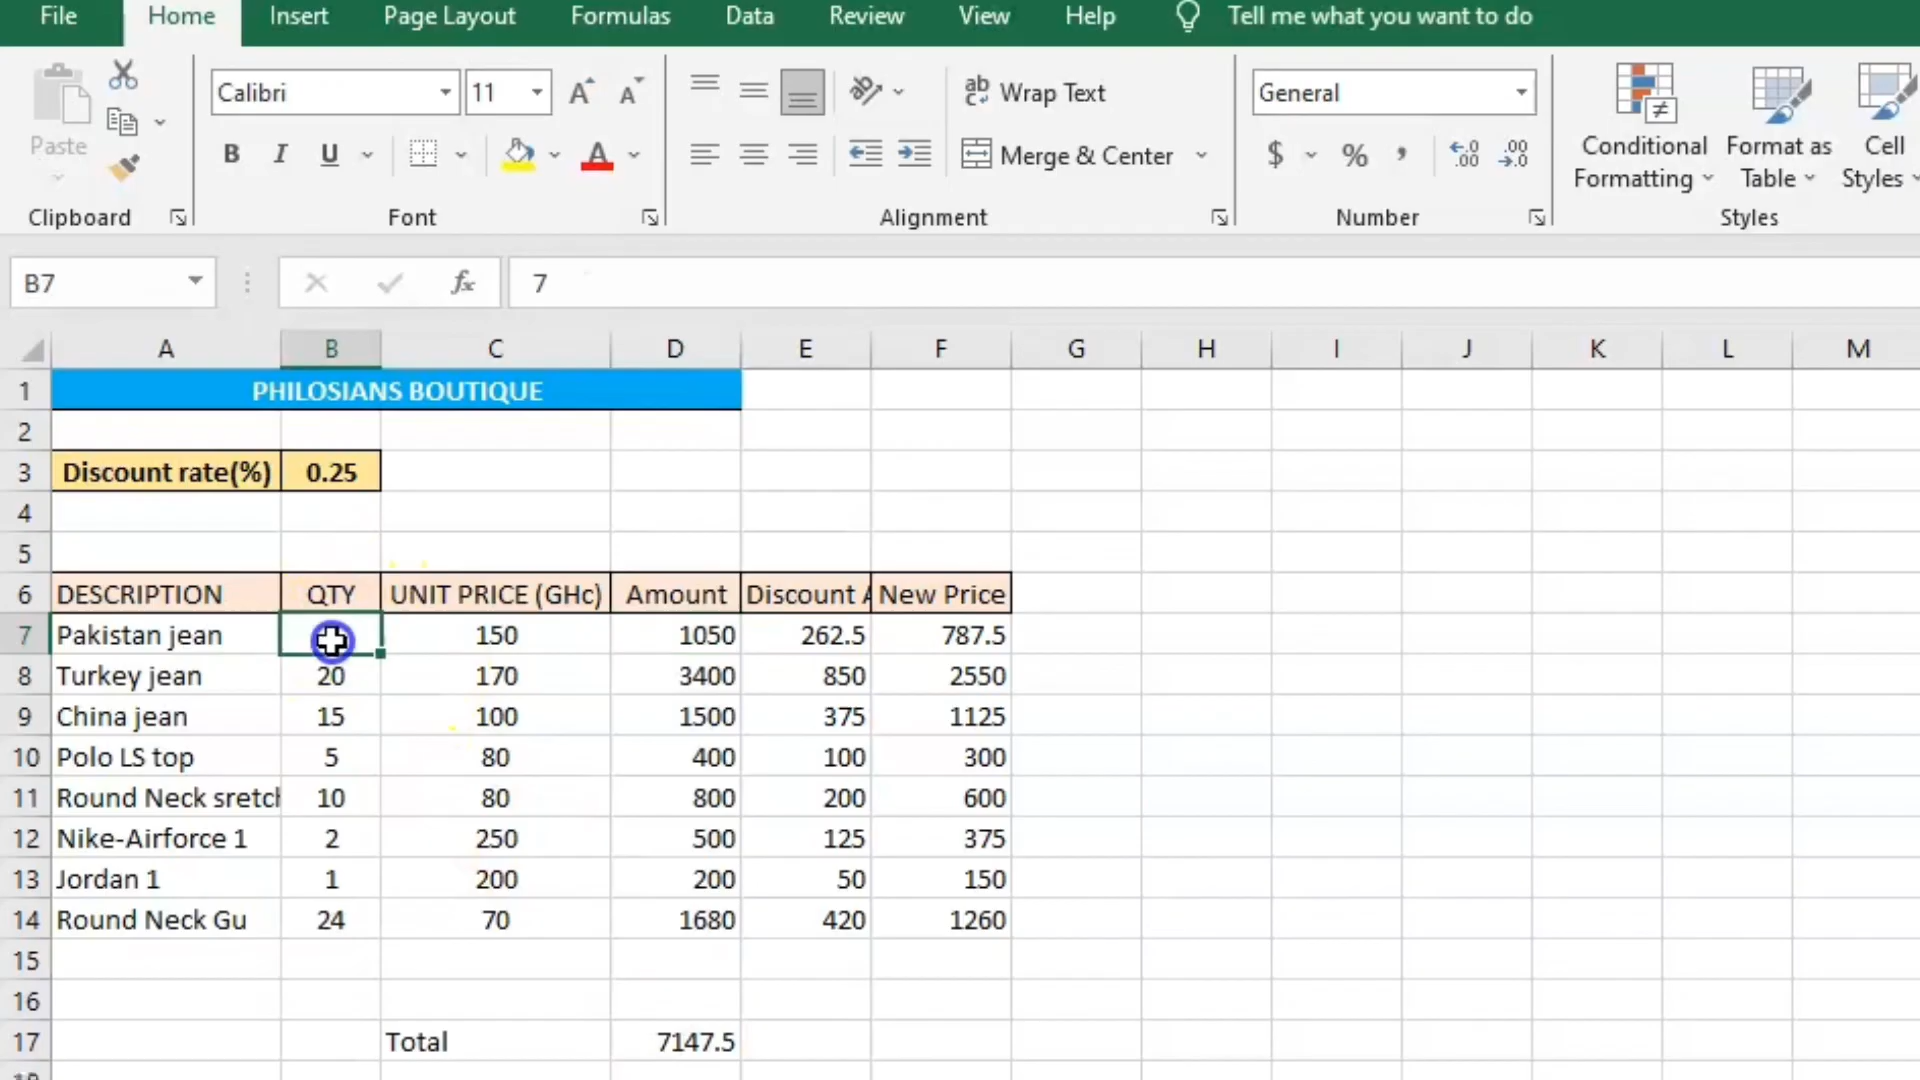 File Home Insert Page Layout Formulas Data Review View Help Tell me what you want to do
Calibri 11 A A ab Wrap Text General
Paste Conditional Format as Cell
B I U A Merge & Center $ % , .0 .00 .00 .0 Formatting Table Styles
Clipboard Font Alignment Number Styles
B7 fx 7
A B C D E F G H I J K L M
1 PHILOSIANS BOUTIQUE
2
3 Discount rate(%) 0.25
4
5
6 DESCRIPTION QTY UNIT PRICE (GHc) Amount Discount New Price
7 Pakistan jean 150 1050 262.5 787.5
8 Turkey jean 20 170 3400 850 2550
9 China jean 15 100 1500 375 1125
10 Polo LS top 5 80 400 100 300
11 Round Neck sretch 10 80 800 200 600
12 Nike-Airforce 1 2 250 500 125 375
13 Jordan 1 1 200 200 50 150
14 Round Neck Gu 24 70 1680 420 1260
15
16
17 Total 7147.5